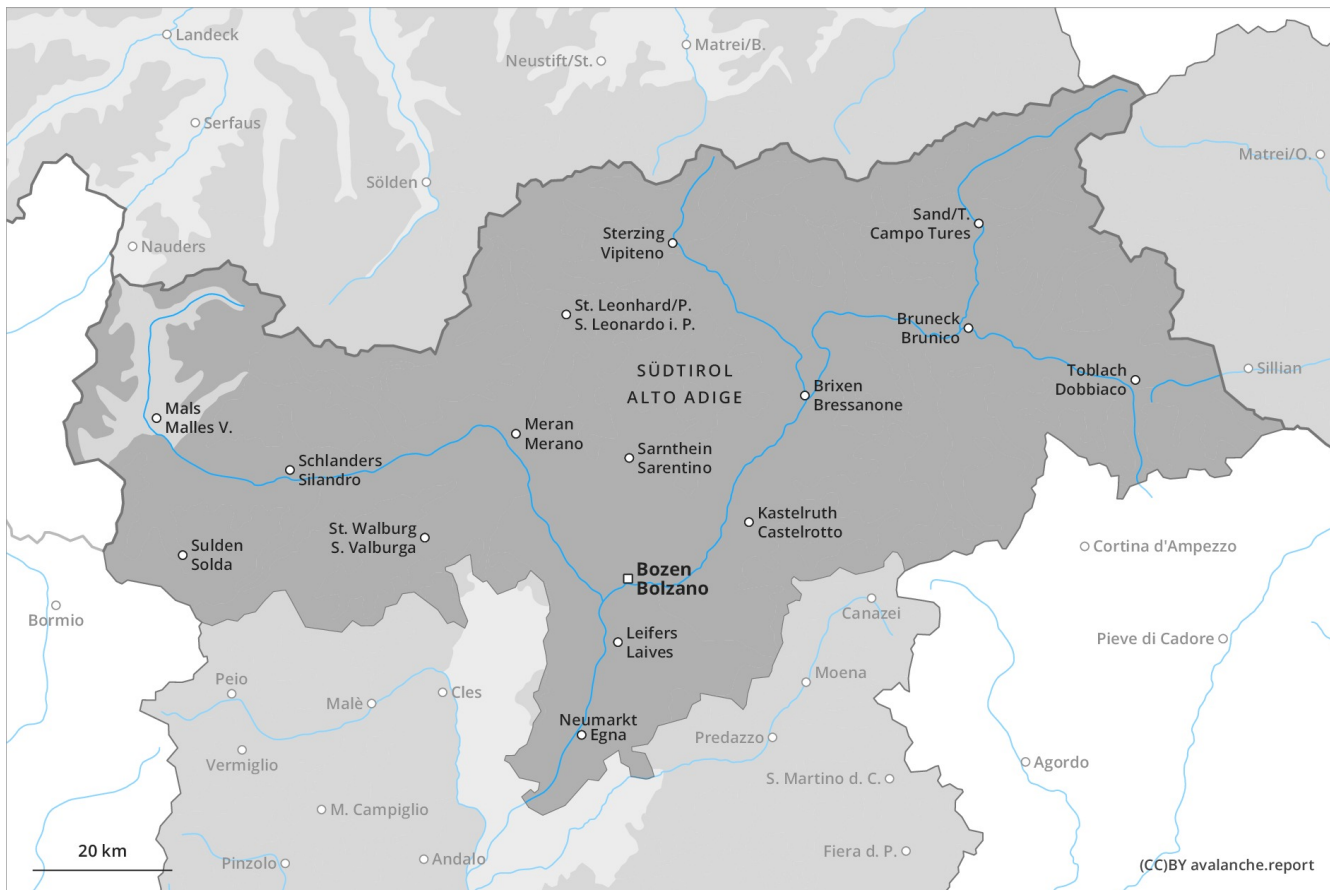 Landeck
Matrei/B.
Neustift/St.
Serfaus
Matrei/O.
Sölden
Sand/T.
Campo Tures
Sterzing
Vipiteno
Nauders
St. Leonhard/P.
S. Leonardo i. P.
Bruneck
Brunico
SÜDTIROL
ALTO ADIGE
Toblach
Dobbiaco
Sillian
Brixen
Bressanone
Mals
Malles V.
Meran
Merano
Sarnthein
Sarentino
Schlanders
Silandro
Kastelruth
Castelrotto
St. Walburg
S. Valburga
Sulden
Solda
Cortina d'Ampezzo
Bozen
Bolzano
Bormio
Canazei
Leifers
Laives
Pieve di Cadore
Peio
Moena
Malè
Cles
Neumarkt
Egna
Predazzo
Vermiglio
Agordo
S. Martino d. C.
M. Campiglio
20 km
Pinzolo
Andalo
Fiera d. P.
(CC)BY avalanche.report